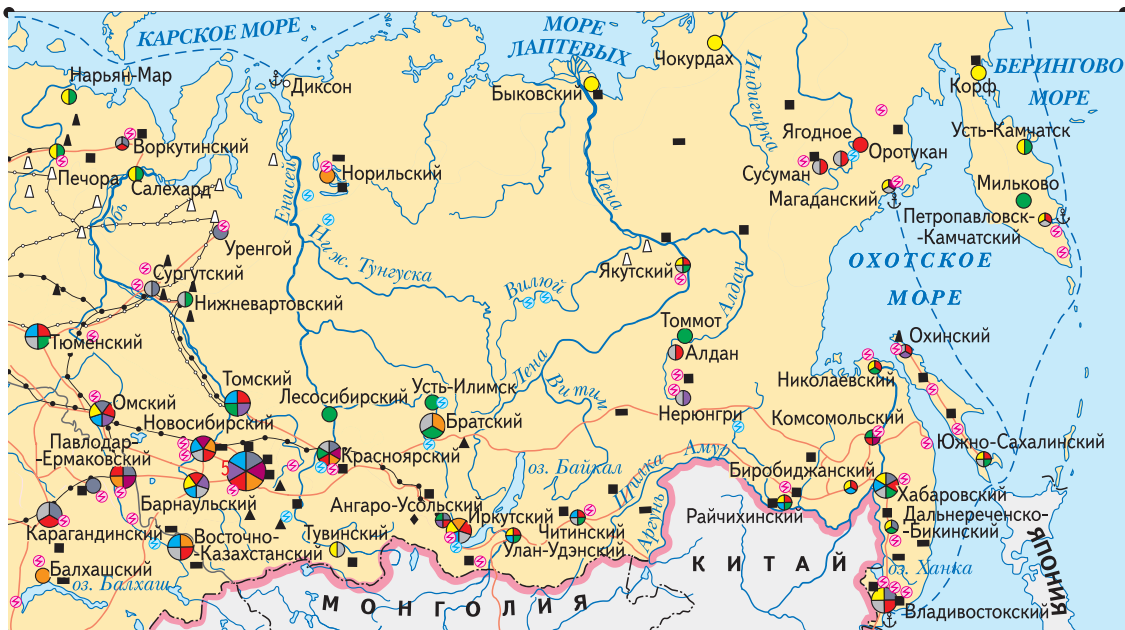 КАРСКОЕ МОРЕ
МОРЕ
ЛАПТЕВЫХ
Чокурдах
Нарьян-Мар
Диксон
Быковский
Индигирка
Корф
БЕРИНГОВО
МОРЕ
Воркутинский
Ягодное
Оротукан
Усть-Камчатск
Печора
Салехард
Норильский
Сусуман
Магаданский
Мильково
Обь
Енисей
Лена
Петропавловск-
-Камчатский
Уренгой
Ниж. Тунгуска
Сургутский
Нижневартовский
Вилюй
Якутский
Алдан
ОХОТСКОЕ
МОРЕ
Тюменский
Томмот
Алдан
Охинский
Томский
Лесосибирский
Усть-Илимск
Лена
Витим
Николаевский
Омский
Новосибирский
Братский
Нерюнгри
Комсомольский
Павлодар-
-Ермаковский
5
Красноярский
оз. Байкал
Шилка
Амур
Биробиджанский
Южно-Сахалинский
Барнаульский
Ангаро-Усольский
Иркутский
Аргунь
Райчихинский
Хабаровский
Карагандинский
Восточно-
-Казахстанский
Тувинский
Читинский
Улан-Удэнский
Дальнереченско-
-Бикинский
Балхашский
оз. Балхаш
КИТАЙ
оз. Ханка
ЯПОНИЯ
МОНГОЛИЯ
Владивостокский